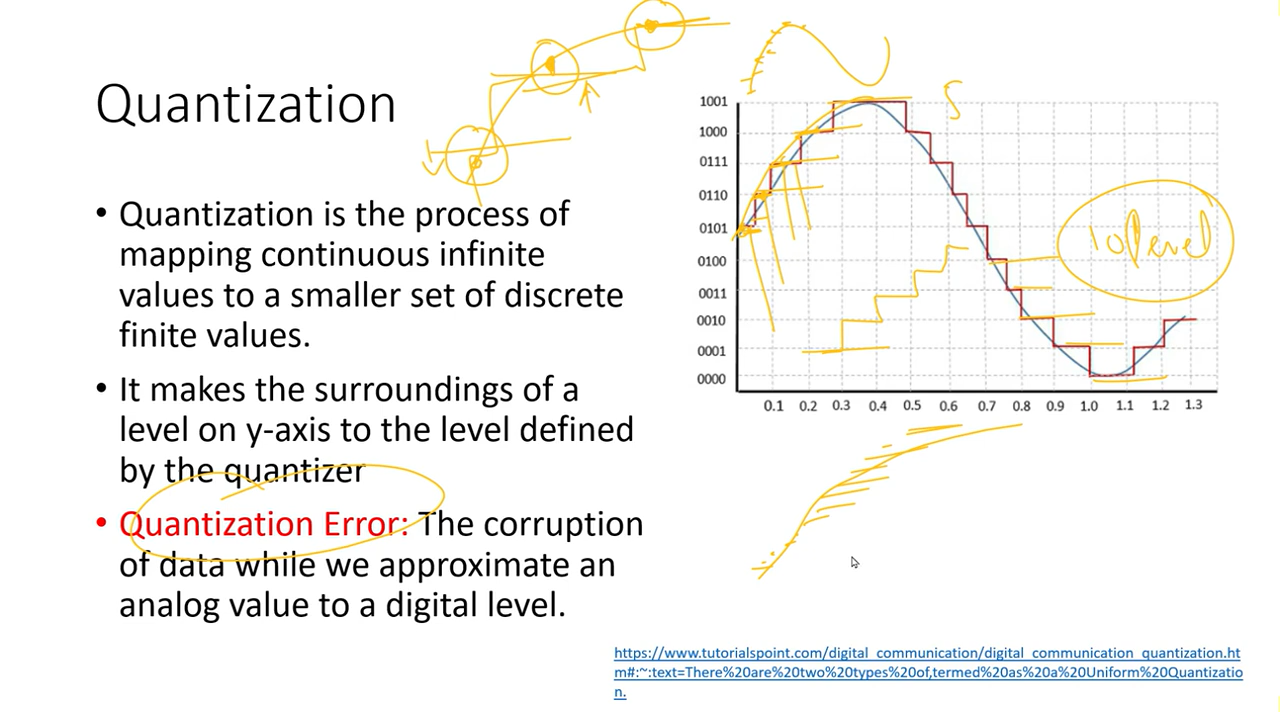 Quantization
• Quantization is the process of
mapping continuous infinite
values to a smaller set of discrete
finite values.
• It makes the surroundings of a
level on y-axis to the level defined
by the quantizer
• Quantization Error: The corruption
of data while we approximate an
analog value to a digital level.
S
1001
1000
0111
0110
0101
0100
0011
0010
0001
0000
0.1 0.2 0.3 0.4 0.5 0.6 0.7 0.8 0.9 1.0 1.1 1.2 1.3
10 level
https://www.tutorialspoint.com/digital_communication/digital_communication_quantization.ht
m#:~:text=There%20are%20two%20types%20of,termed%20as%20a%20Uniform%20Quantizatio
n.